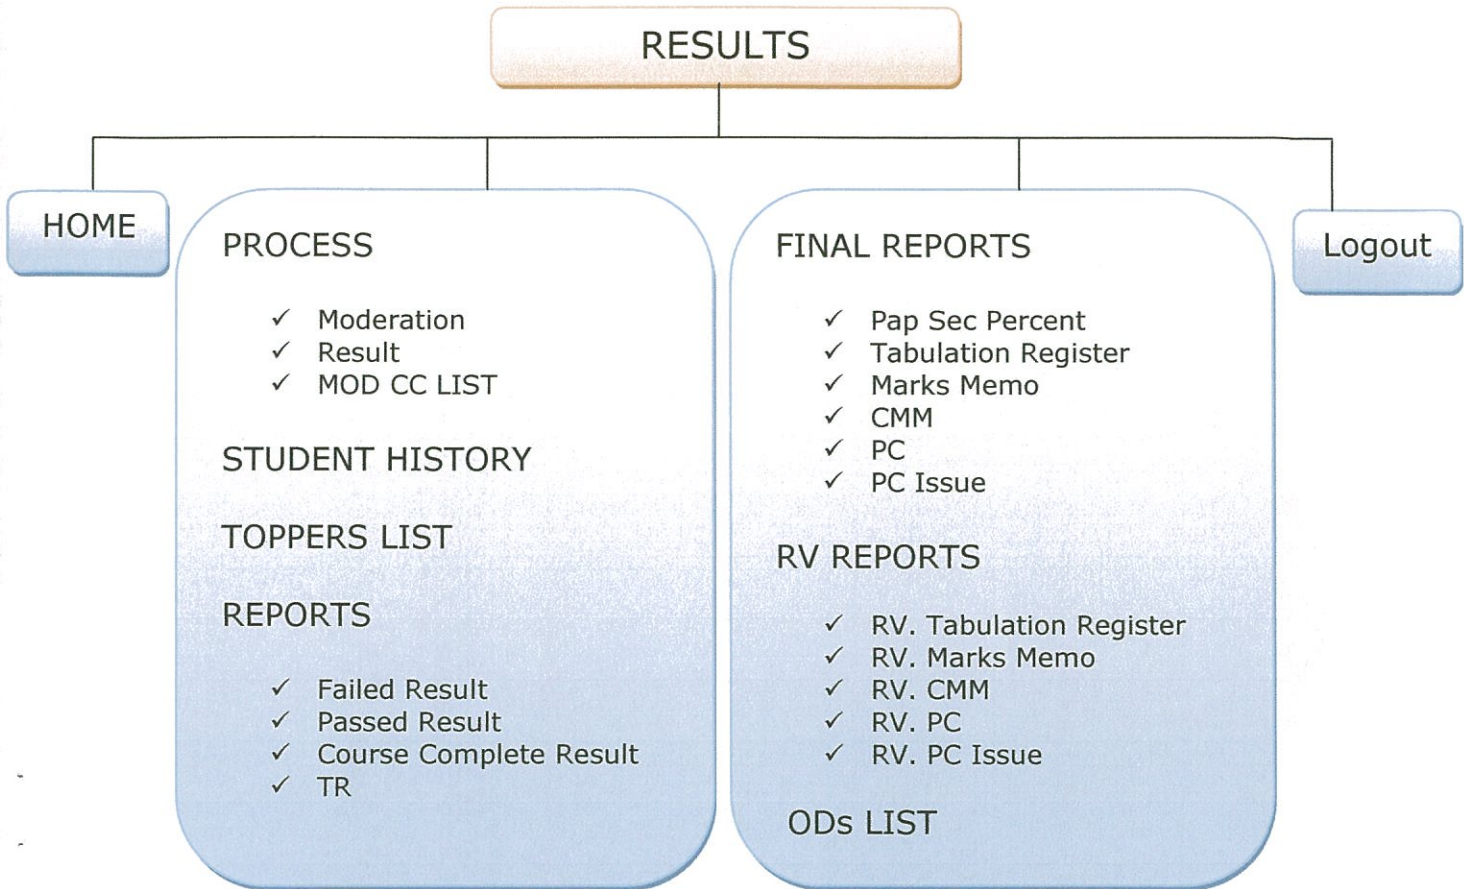 RESULTS
HOME
PROCESS
✓ Moderation
✓ Result
✓ MOD CC LIST
STUDENT HISTORY
TOPPERS LIST
REPORTS
✓ Failed Result
✓ Passed Result
✓ Course Complete Result
✓ TR
FINAL REPORTS
✓ Pap Sec Percent
✓ Tabulation Register
✓ Marks Memo
✓ CMM
✓ PC
✓ PC Issue
RV REPORTS
✓ RV. Tabulation Register
✓ RV. Marks Memo
✓ RV. CMM
✓ RV. PC
✓ RV. PC Issue
ODs LIST
Logout